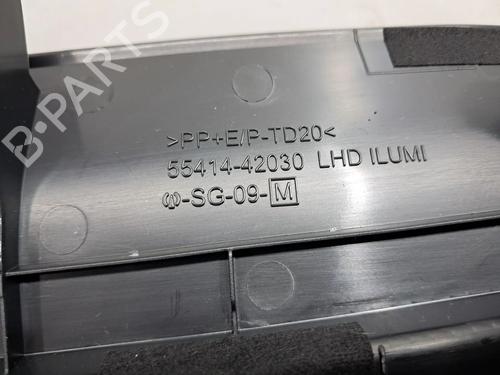 B-PARTS
>PP+E/P-TD20<
55414-42030 LHD ILUMI
-SG-09-M